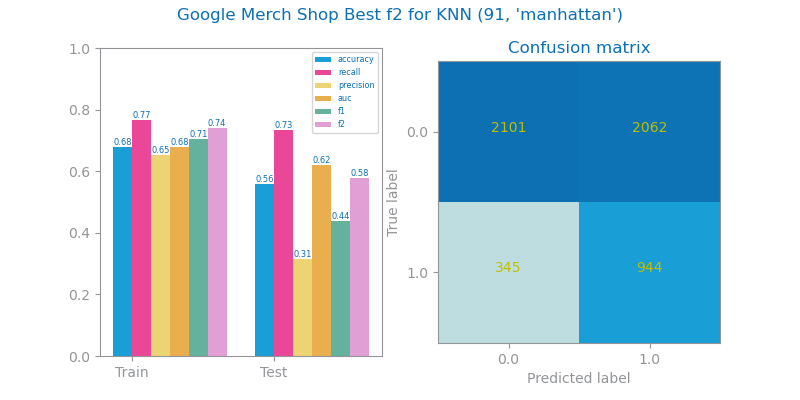 Google Merch Shop Best f2 for KNN (91, 'manhattan')
1.0
0.8
0.6
0.4
0.2
0.0
accuracy
recall
precision
auc
f1
f2
0.68
0.77
0.65
0.68
0.71
0.74
0.56
0.73
0.31
0.62
0.44
0.58
Train
Test
Confusion matrix
True label
0.0
1.0
2101
2062
345
944
0.0
1.0
Predicted label